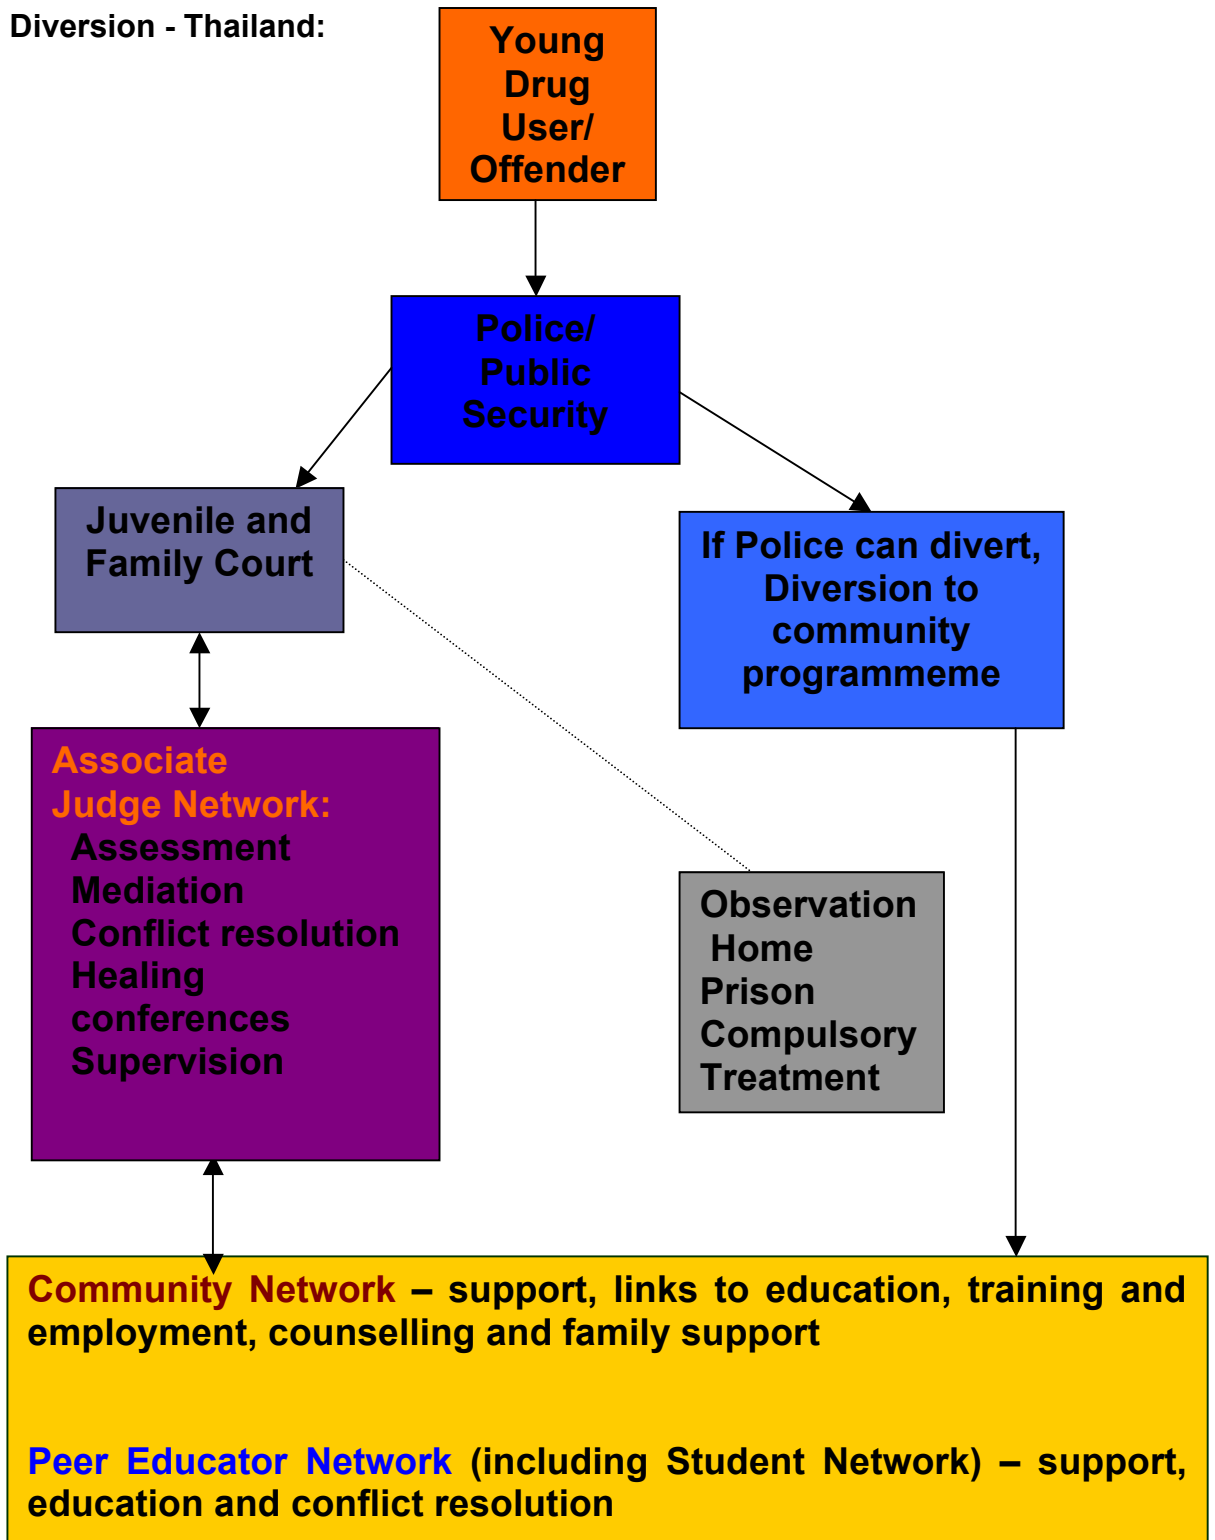 Diversion - Thailand:
Young
Drug
User/
Offender
Police/
Public
Security
Juvenile and
Family Court
If Police can divert,
Diversion to
community
programmeme
Associate
Judge Network:
Assessment
Mediation
Conflict resolution
Healing
conferences
Supervision
Observation
Home
Prison
Compulsory
Treatment
Community Network – support, links to education, training and
employment, counselling and family support
Peer Educator Network (including Student Network) – support,
education and conflict resolution